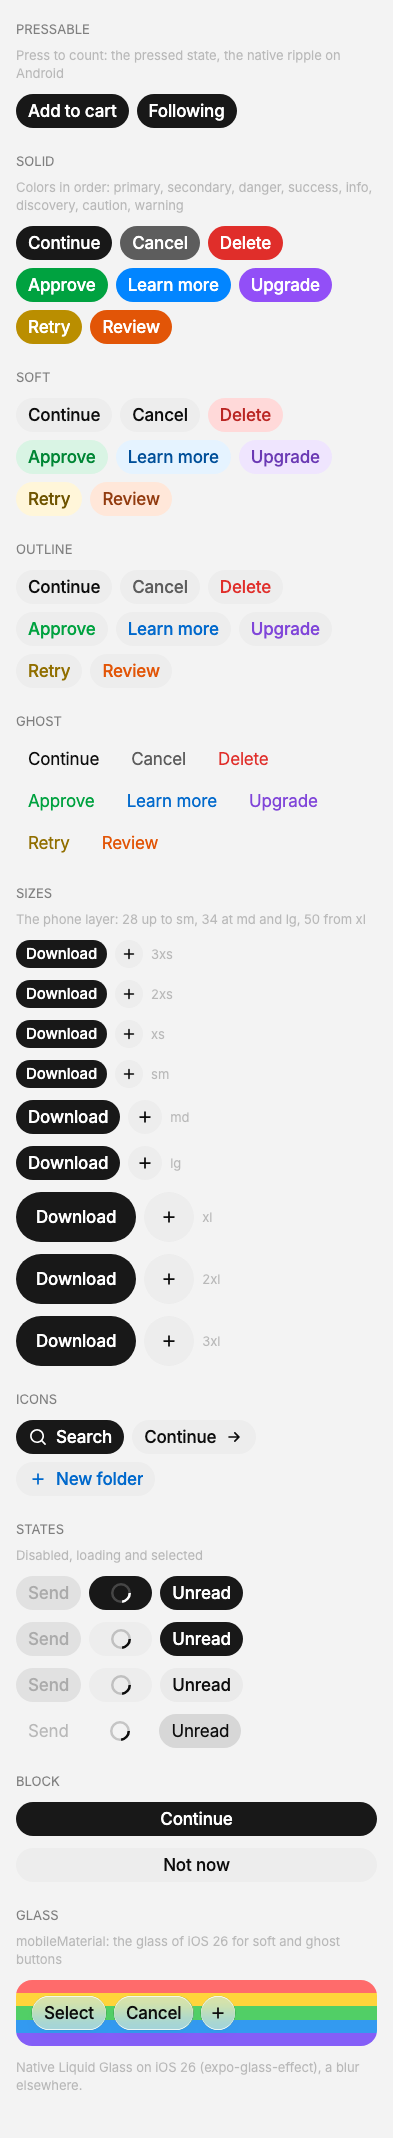 PRESSABLE
Press to count: the pressed state, the native ripple on
Android
Add to cart Following
SOLID
Colors in order: primary, secondary, danger, success, info,
discovery, caution, warning
Continue Cancel Delete
Approve Learn more Upgrade
Retry Review
SOFT
Continue Cancel Delete
Approve Learn more Upgrade
Retry Review
OUTLINE
Continue Cancel Delete
Approve Learn more Upgrade
Retry Review
GHOST
Continue Cancel Delete
Approve Learn more Upgrade
Retry Review
SIZES
The phone layer: 28 up to sm, 34 at md and lg, 50 from xl
Download + 3xs
Download + 2xs
Download + xs
Download + sm
Download + md
Download + lg
Download + xl
Download + 2xl
Download + 3xl
ICONS
Search Continue →
+ New folder
STATES
Disabled, loading and selected
Send Unread
Send Unread
Send Unread
Send Unread
BLOCK
Continue
Not now
GLASS
mobileMaterial: the glass of iOS 26 for soft and ghost
buttons
Select Cancel +
Native Liquid Glass on iOS 26 (expo-glass-effect), a blur
elsewhere.